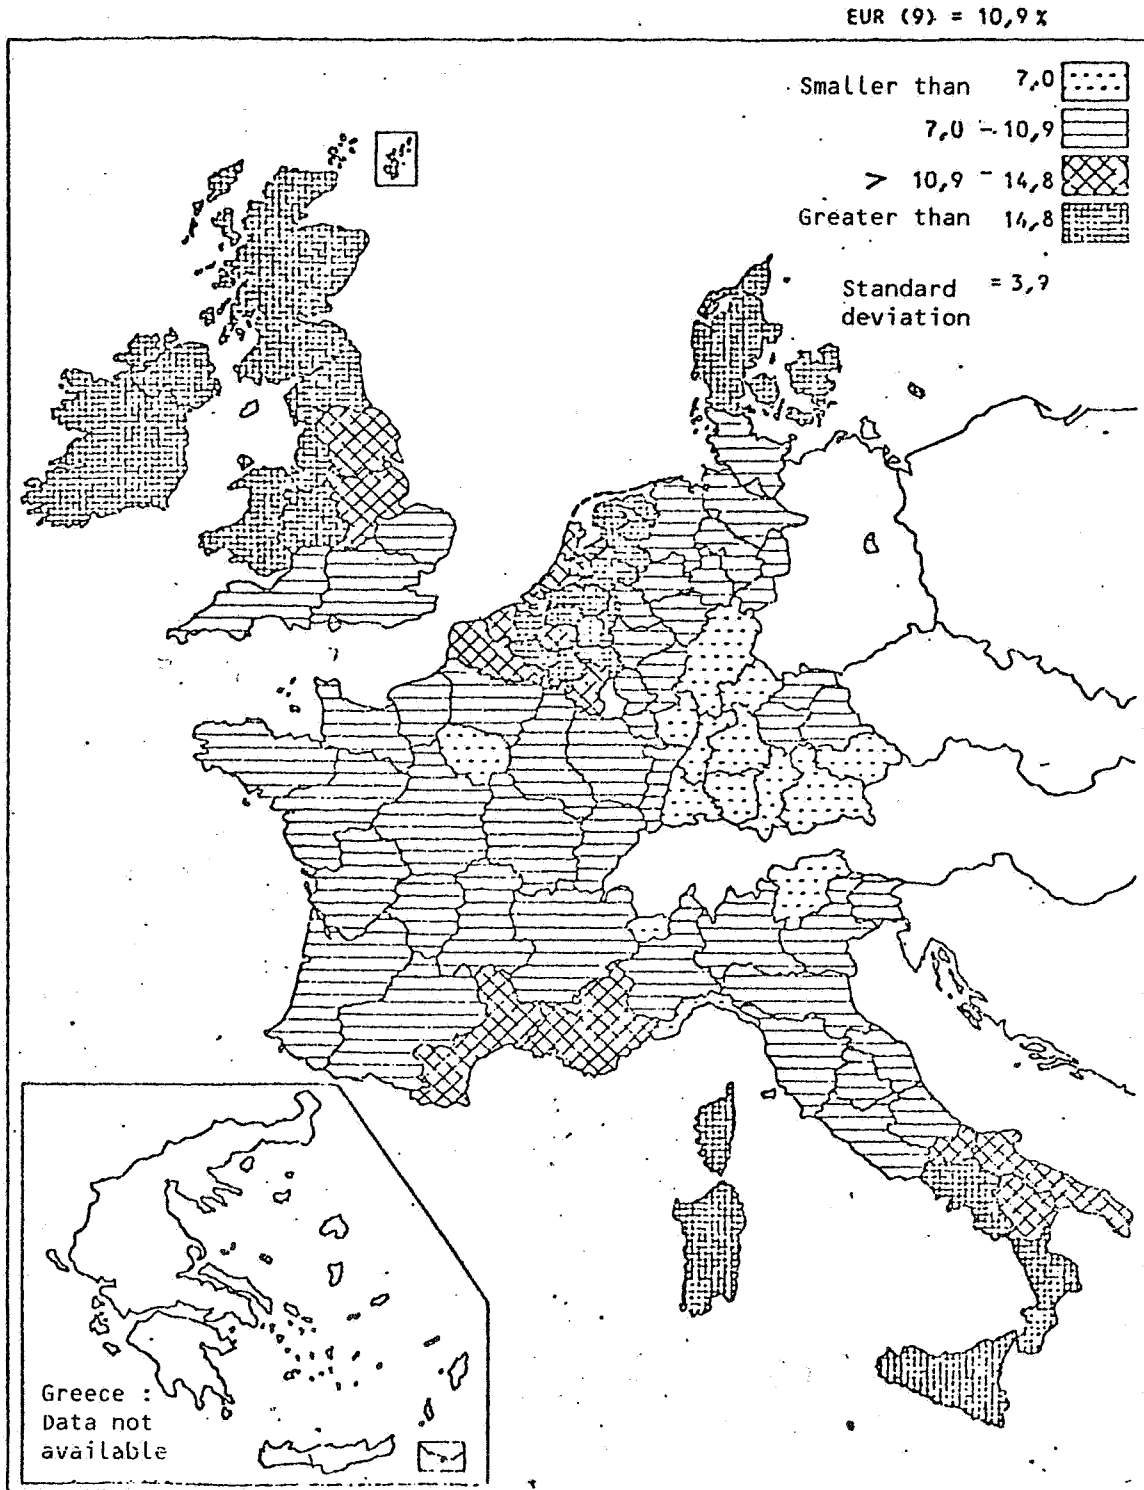 EUR (9) = 10,9 %
Smaller than 7,0
7,0 - 10,9
> 10,9 - 14,8
Greater than 14,8
Standard = 3,9
deviation
Greece :
Data not
available